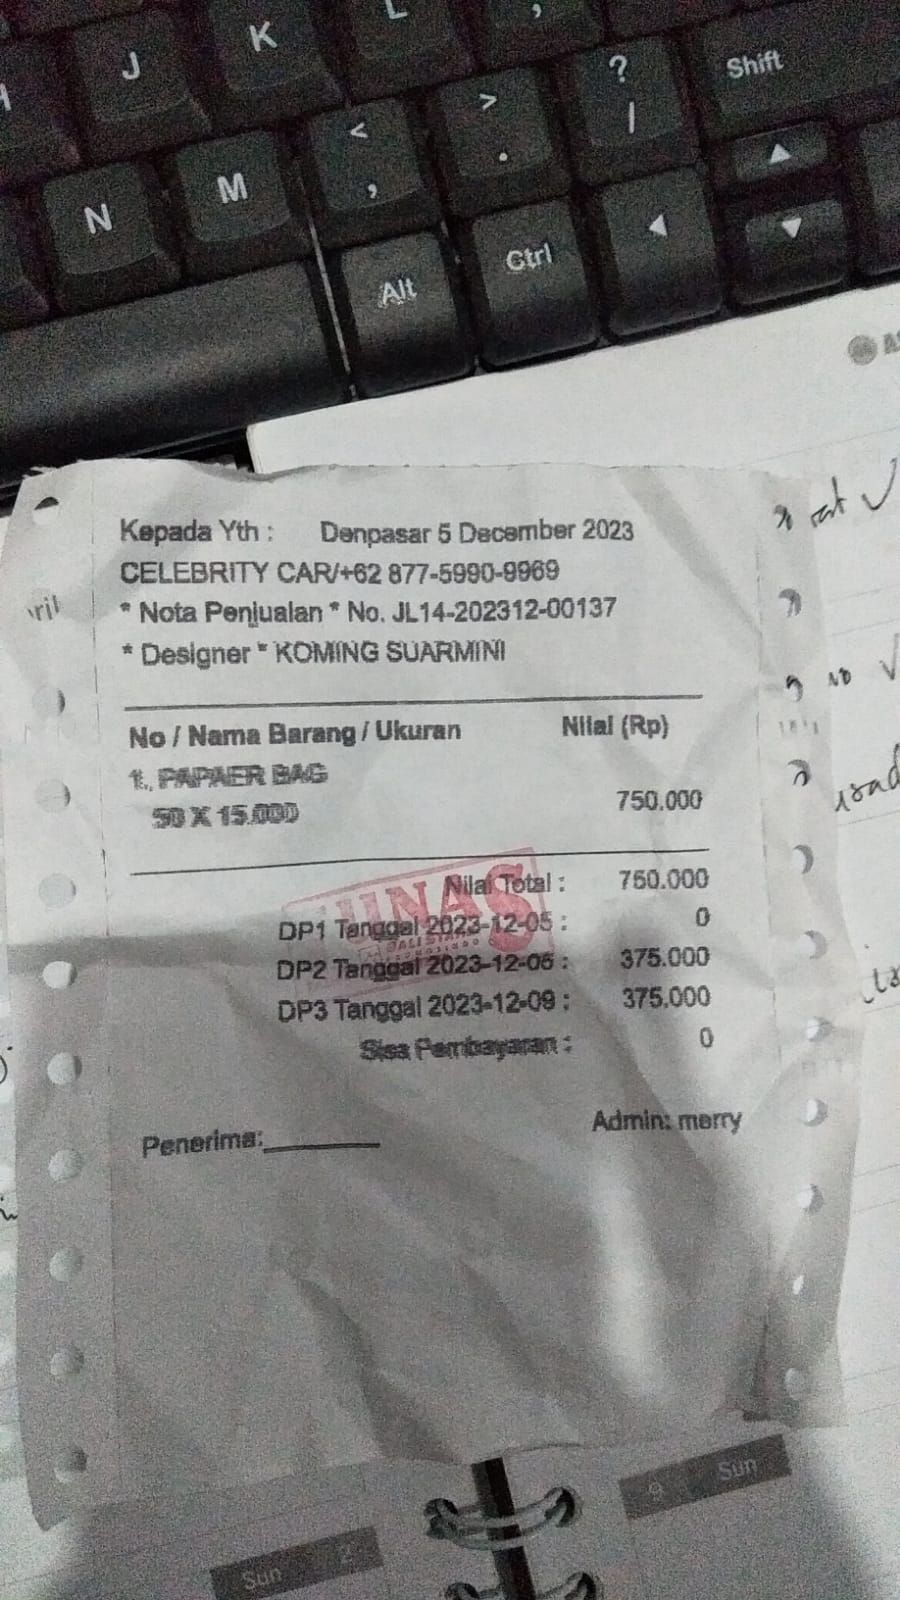 J K L
N M < , > . ? / Shift
Alt Ctrl
Kepada Yth : Denpasar 5 December 2023
CELEBRITY CAR/+62 877-5990-9969
* Nota Penjualan * No. JL14-202312-00137
* Designer * KOMING SUARMINI
No / Nama Barang / Ukuran Nilai (Rp)
1., PAPAER BAG
50 X 15.000 750.000
LUNAS
Nilai Total : 750.000
DP1 Tanggal 2023-12-05 : 0
DP2 Tanggal 2023-12-06 : 375.000
DP3 Tanggal 2023-12-09 : 375.000
Sisa Pembayaran : 0
Penerima: Admin: merry
9 Sun
Sun 2